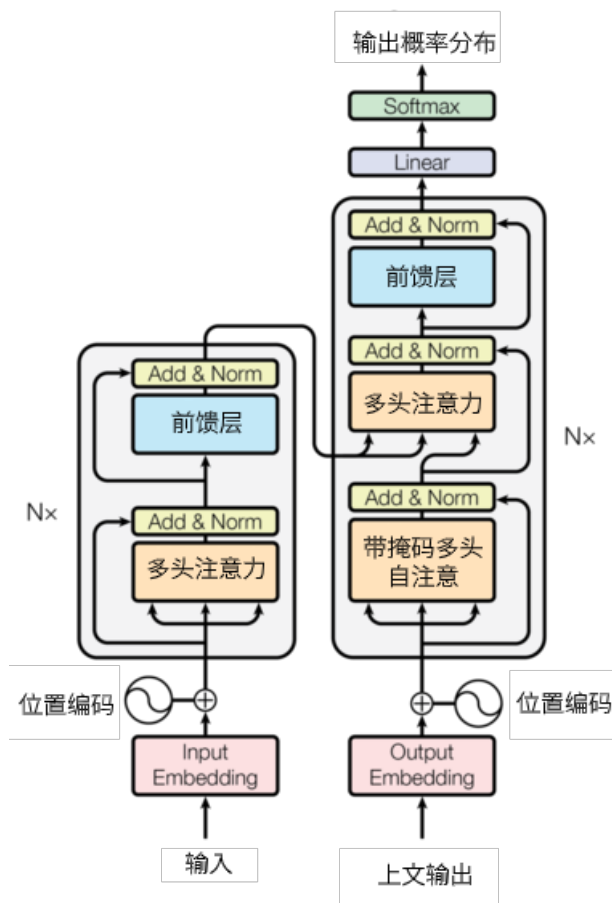 输出概率分布
Softmax
Linear
Add & Norm
前馈层
Add & Norm
多头注意力
Add & Norm
带掩码多头
自注意
N×
Add & Norm
前馈层
Add & Norm
多头注意力
N×
位置编码
位置编码
Input
Embedding
Output
Embedding
输入
上文输出